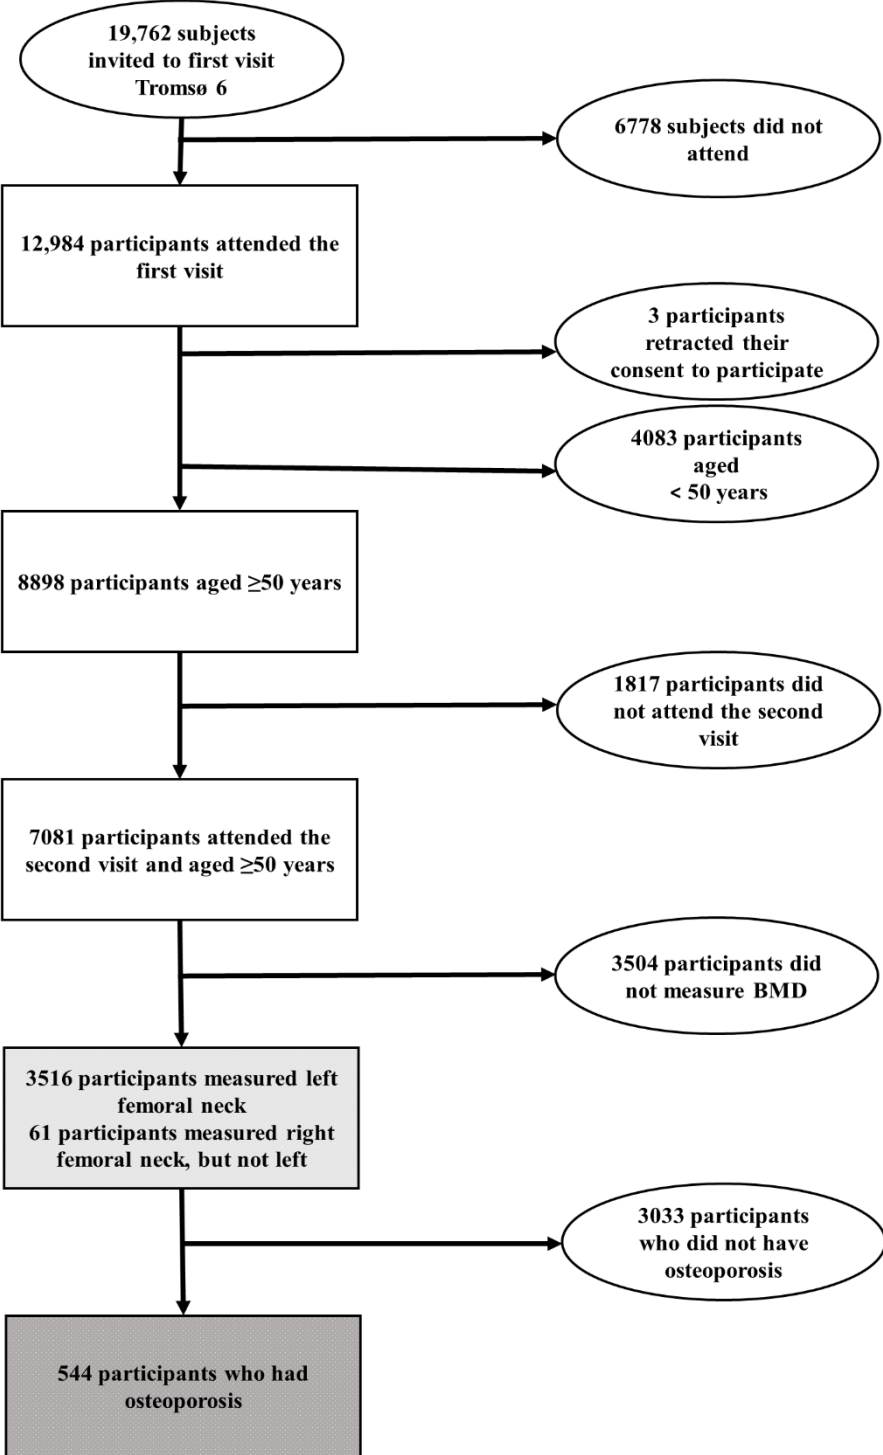 19,762 subjects
invited to first visit
Tromsø 6
6778 subjects did not
attend
12,984 participants attended the
first visit
3 participants
retracted their
consent to participate
4083 participants
aged
< 50 years
8898 participants aged ≥50 years
1817 participants did
not attend the second
visit
7081 participants attended the
second visit and aged ≥50 years
3504 participants did
not measure BMD
3516 participants measured left
femoral neck
61 participants measured right
femoral neck, but not left
3033 participants
who did not have
osteoporosis
544 participants who had
osteoporosis